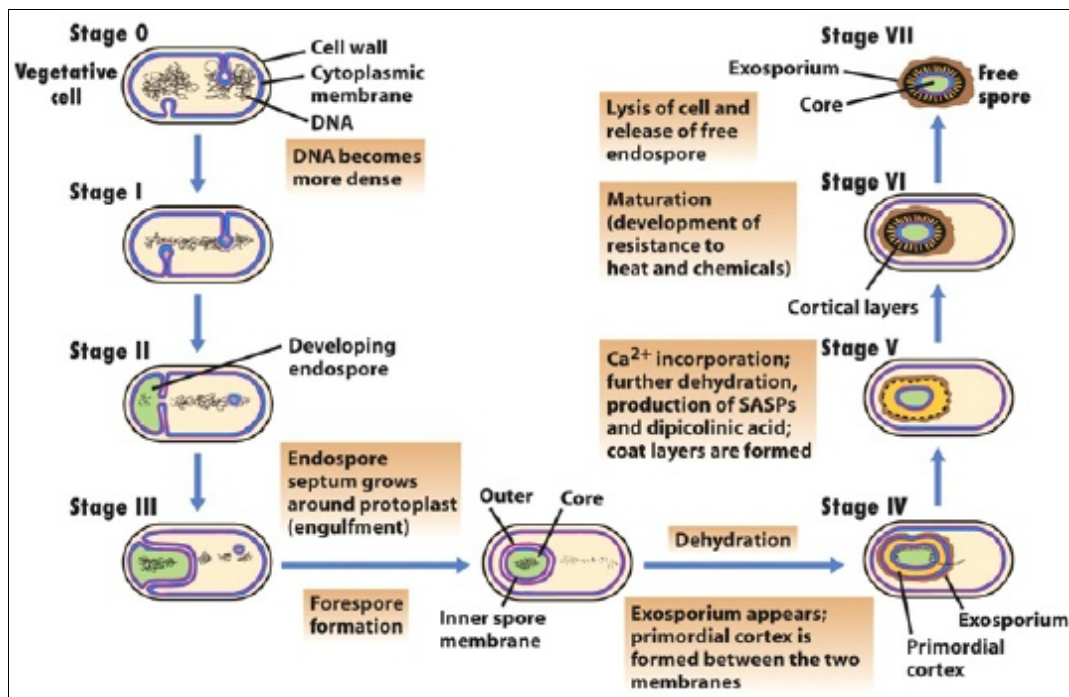 Stage 0
Vegetative
cell
Cell wall
Cytoplasmic
membrane
DNA
DNA becomes
more dense
Stage I
Stage II
Developing
endospore
Stage III
Endospore
septum grows
around protoplast
(engulfment)
Forespore
formation
Outer
Core
Inner spore
membrane
Dehydration
Exosporium appears;
primordial cortex is
formed between the two
membranes
Stage IV
Exosporium
Primordial
cortex
Ca²⁺ incorporation;
further dehydration,
production of SASPs
and dipicolinic acid;
coat layers are formed
Stage V
Maturation
(development of
resistance to
heat and chemicals)
Stage VI
Cortical layers
Lysis of cell and
release of free
endospore
Stage VII
Exosporium
Core
Free
spore